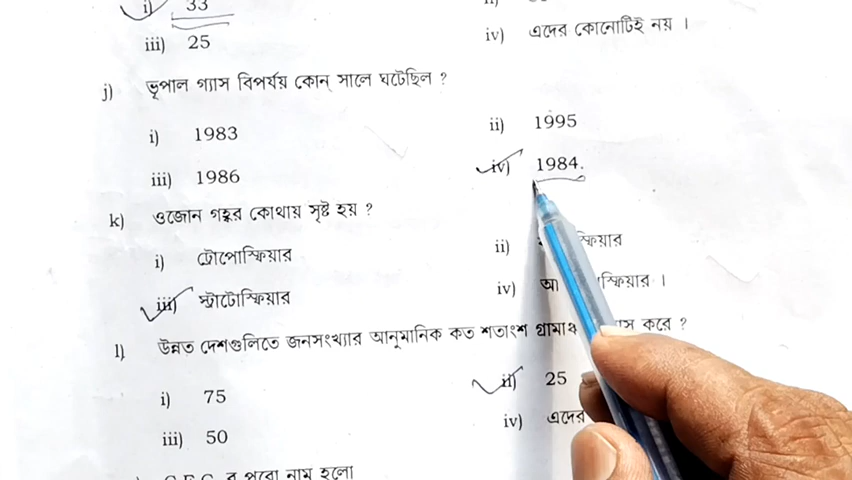 i) 33
iii) 25
iv) এদের কোনোটিই নয় ।
j) ভূপাল গ্যাস বিপর্যয় কোন্ সালে ঘটেছিল ?
i) 1983
ii) 1995
iii) 1986
iv) 1984.
k) ওজোন গহ্বর কোথায় সৃষ্ট হয় ?
i) ট্রোপোস্ফিয়ার
ii)
iii) স্ট্রাটোস্ফিয়ার
iv)
l) উন্নত দেশগুলিতে জনসংখ্যার আনুমানিক কত শতাংশ করে ?
i) 75
ii) 25
iii) 50
iv) এদের
র পুরো নাম হলো